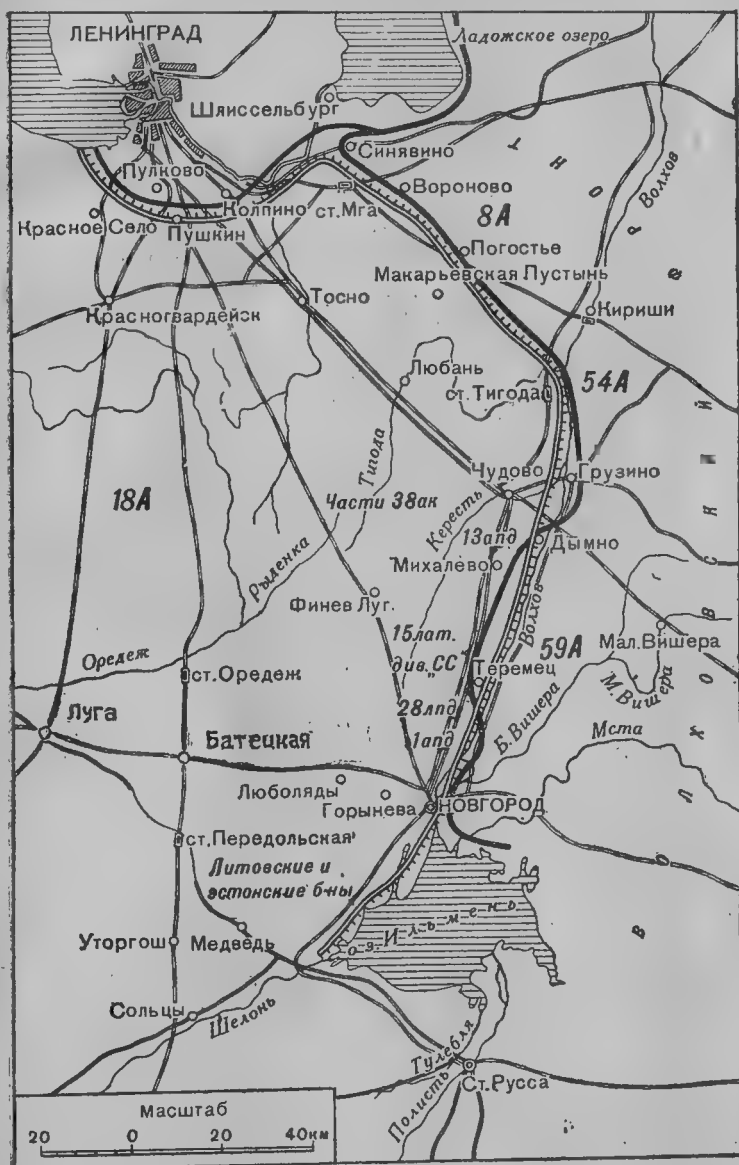 ЛЕНИНГРАД
Ладожское озеро
Шлиссельбург
Синявино
Волхов
Пулково
Вороново
Колпино
ст.Мга
8А
Красное Село
Пушкин
Погостье
Макарьевская Пустынь
Красногвардейск
Тосно
Кириши
Любань
ст.Тигода
54А
Тигода
Чудово
Грузино
18А
Части 38ак
Кересть
13апд
Дымно
Михалево
Рыденка
Волхов
Финев Луг.
15лат.
див.„СС"
59А
Мал.Вишера
Оредеж
ст.Оредеж
Теремец
М.Вишера
28лпд
Б.Вишера
Луга
1апд
Мста
Батецкая
Люболяды
Горынева
НОВГОРОД
ст.Передольская
Литовские и
эстонские б-ны
оз.Ильмень
Уторгош
Медведь
Сольцы
Шелонь
Тулебля
Полисть
Ст.Русса
ВОЛХОВСКИЙ
Масштаб
20 0 20 40км